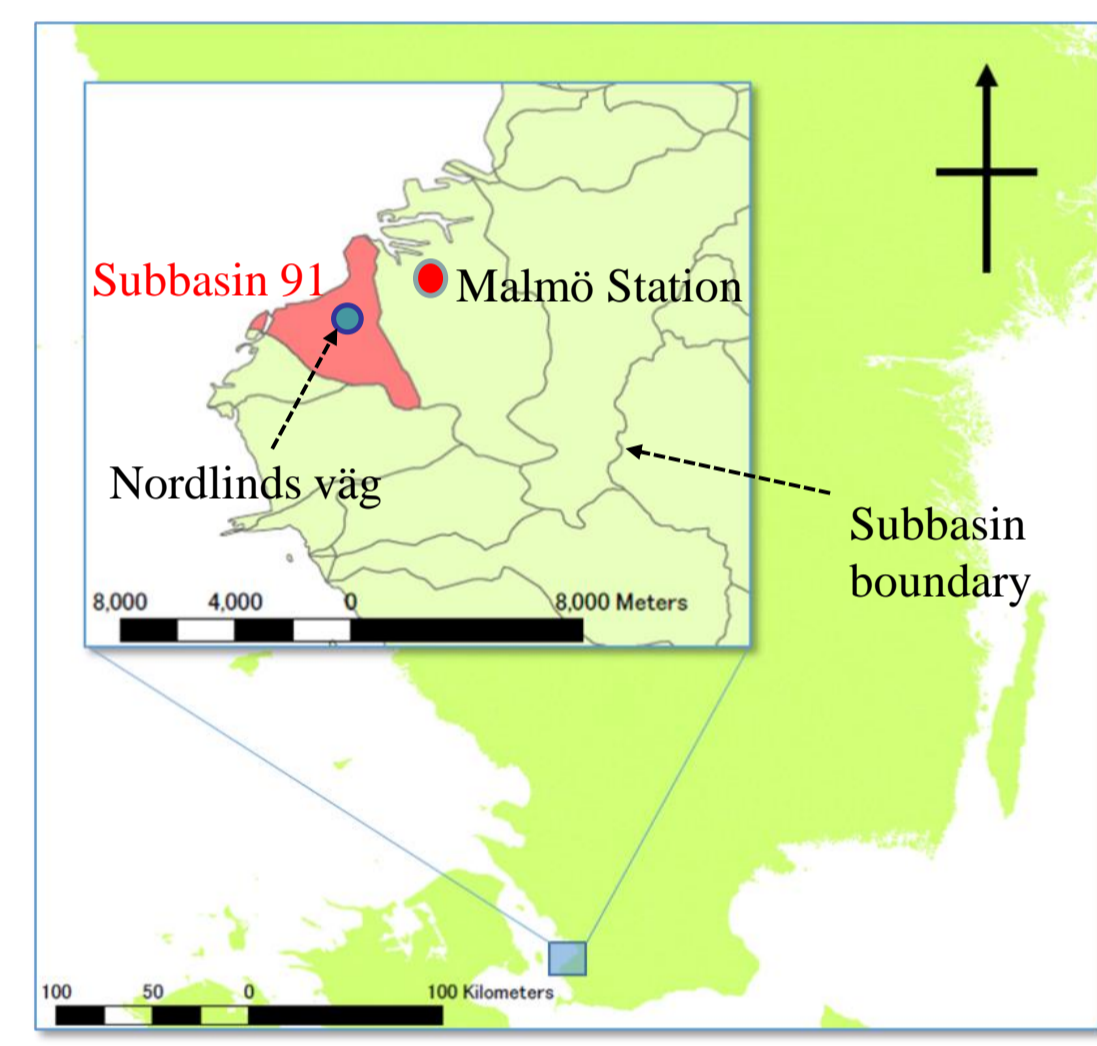 Subbasin 91
Malmö Station
Nordlinds väg
Subbasin
boundary
8,000 4,000 0 8,000 Meters
100 50 0 100 Kilometers